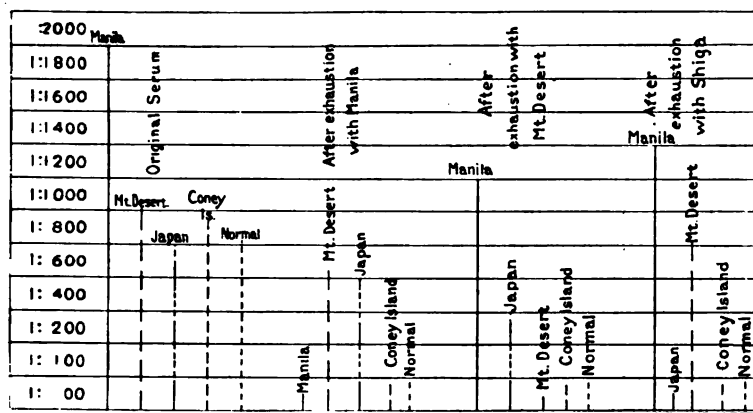 :2000
1:1800
1:1600
1:1400
1:1200
1:1000
1: 800
1: 600
1: 400
1: 200
1: 100
1: 00
Manila
Original Serum
Mt.Desert.
Japan
Coney
Is.
Normal
After exhaustion
with Manila
Manila
Mt. Desert
Japan
Coney Island
Normal
After
exhaustion with
Mt. Desert
Manila
Japan
Mt. Desert
Coney Island
Normal
. After
exhaustion
with Shiga
Manila
Japan
Mt. Desert
Coney Island
Normal